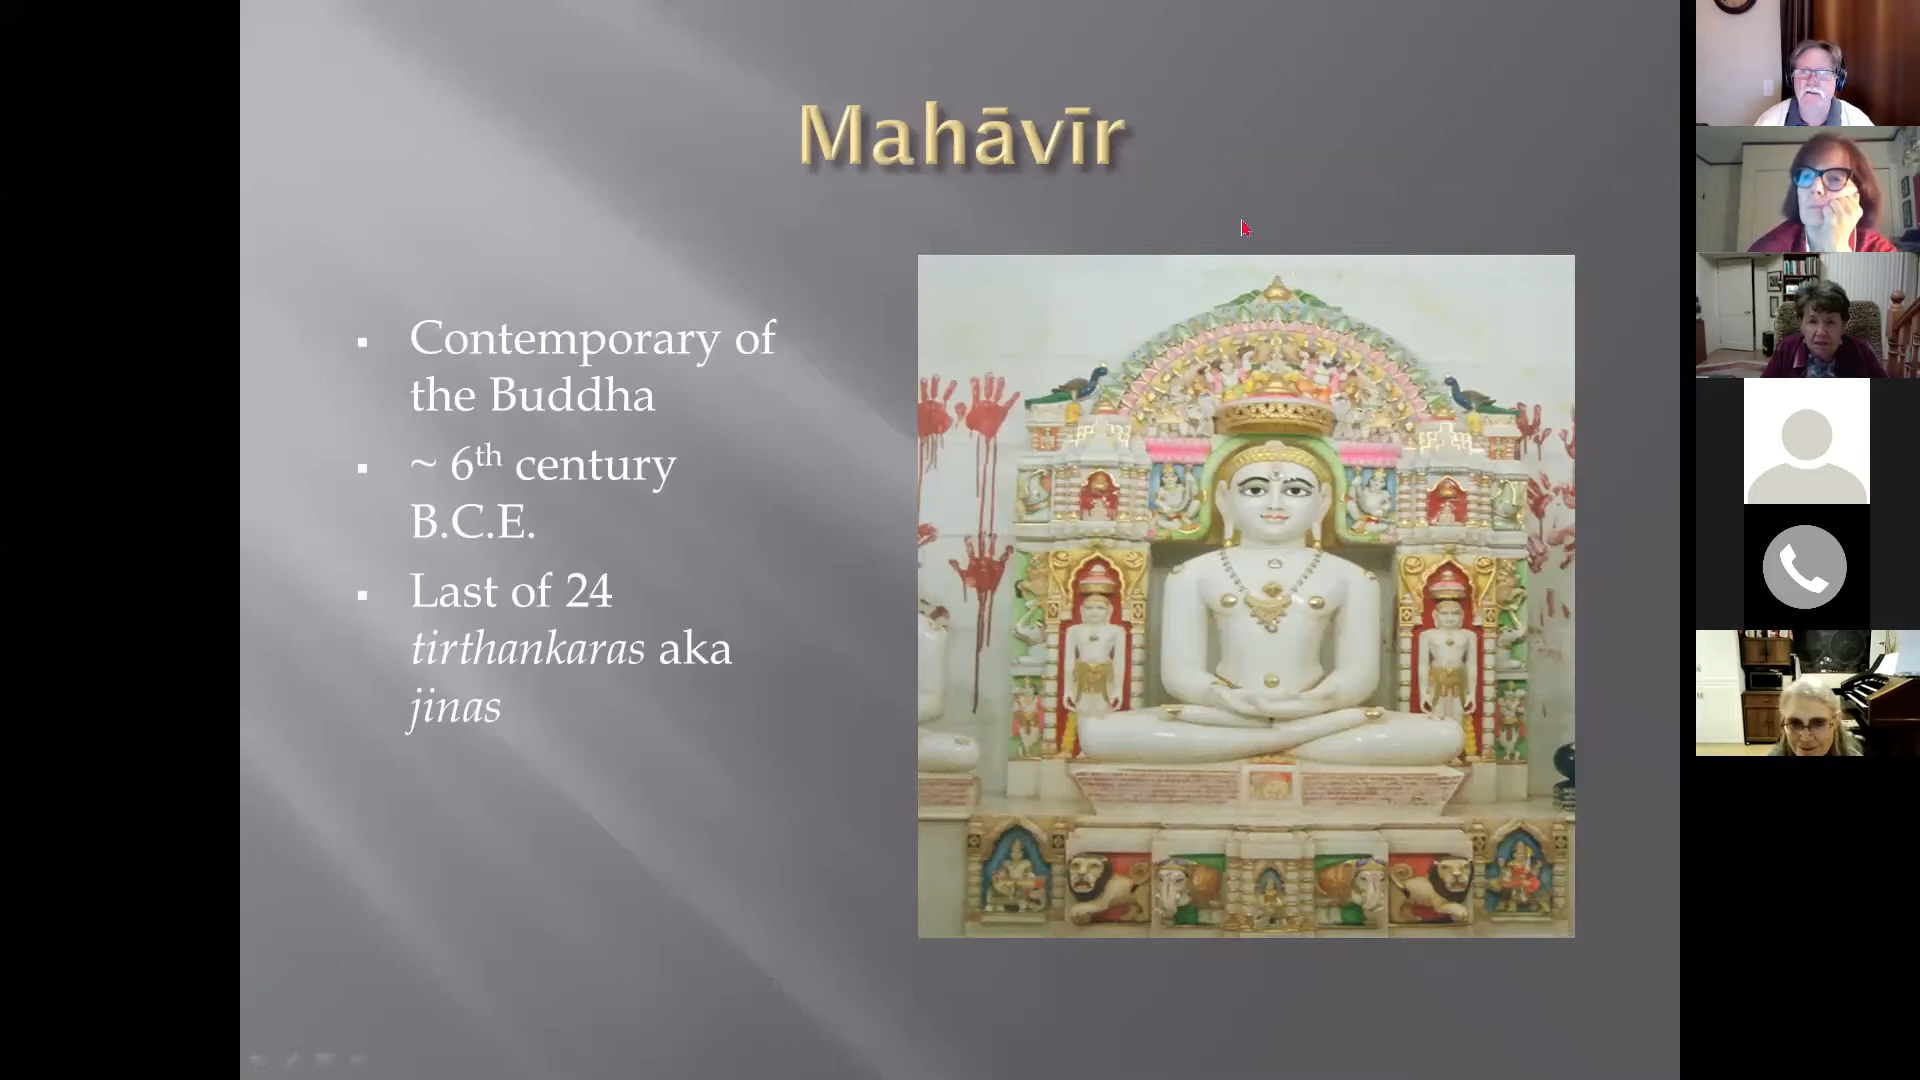 Mahāvīr
▪ Contemporary of
the Buddha
▪ ~ 6th century
B.C.E.
▪ Last of 24
tirthankaras aka
jinas